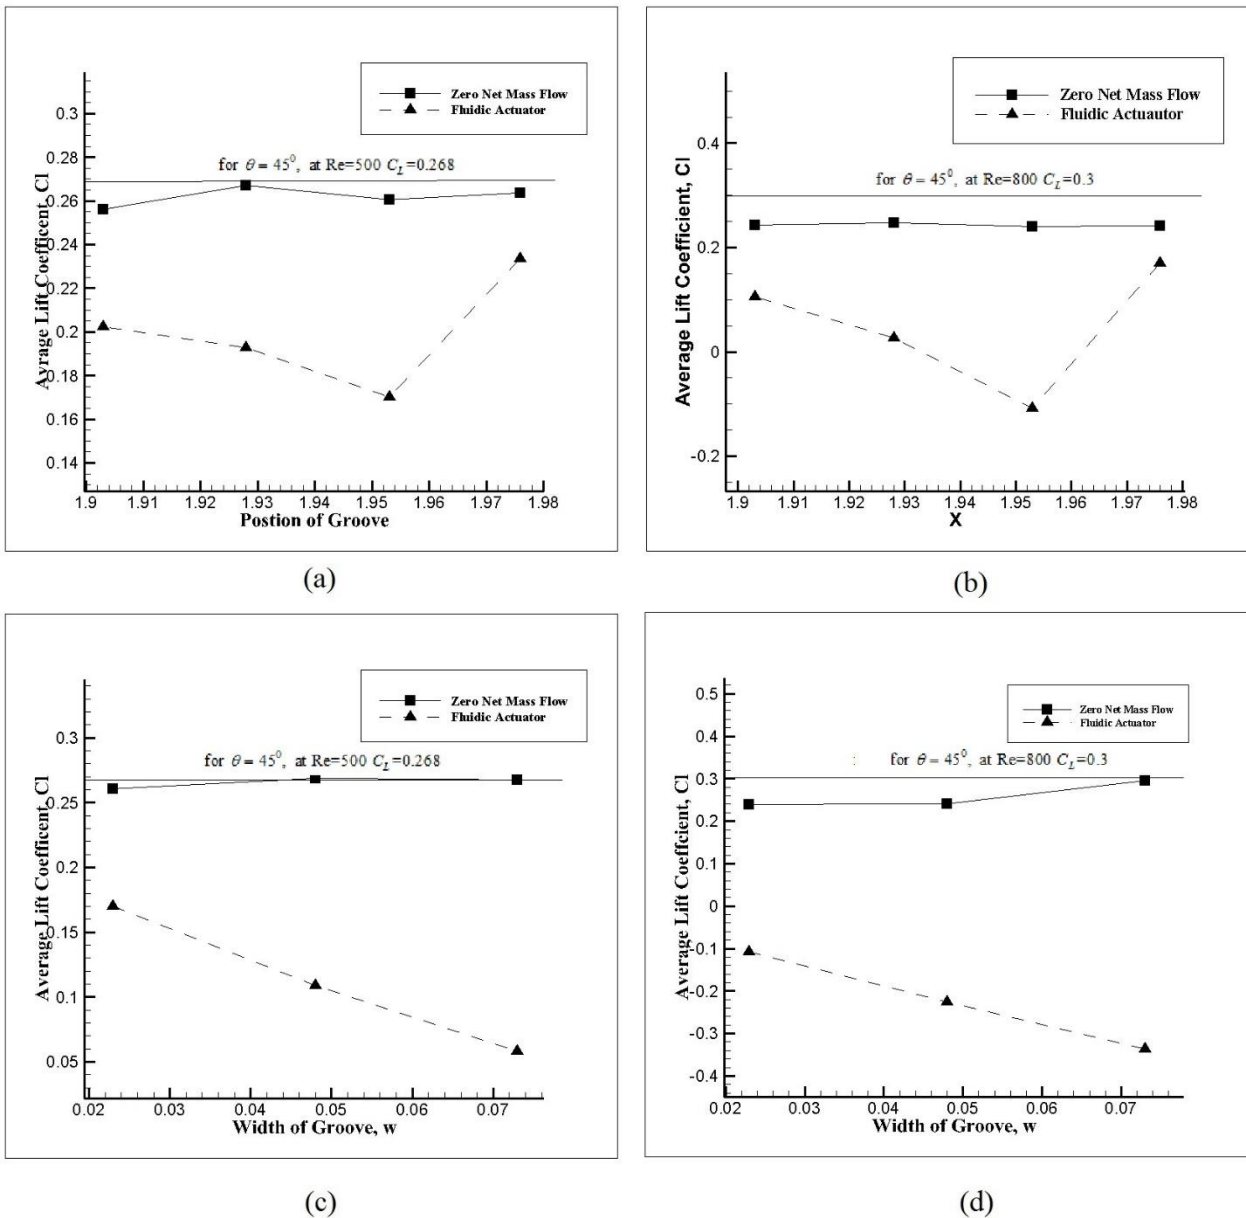 Zero Net Mass Flow
Fluidic Actuator
for θ = 45⁰, at Re=500 C_L=0.268
Avrage Lift Coefficient, Cl
0.3
0.28
0.26
0.24
0.22
0.2
0.18
0.16
0.14
1.9 1.91 1.92 1.93 1.94 1.95 1.96 1.97 1.98
Postion of Groove
(a)
Zero Net Mass Flow
Fluidic Actuautor
for θ = 45⁰, at Re=800 C_L=0.3
Average Lift Coefficient, Cl
0.4
0.2
0
-0.2
1.9 1.91 1.92 1.93 1.94 1.95 1.96 1.97 1.98
X
(b)
Zero Net Mass Flow
Fluidic Actuator
for θ = 45⁰, at Re=500 C_L=0.268
Average Lift Coefficent, Cl
0.3
0.25
0.2
0.15
0.1
0.05
0.02 0.03 0.04 0.05 0.06 0.07
Width of Groove, w
(c)
Zero Net Mass Flow
Fluidic Actuator
for θ = 45⁰, at Re=800 C_L=0.3
Average Lift Coeffcient, Cl
0.5
0.4
0.3
0.2
0.1
0
-0.1
-0.2
-0.3
-0.4
0.02 0.03 0.04 0.05 0.06 0.07
Width of Groove, w
(d)